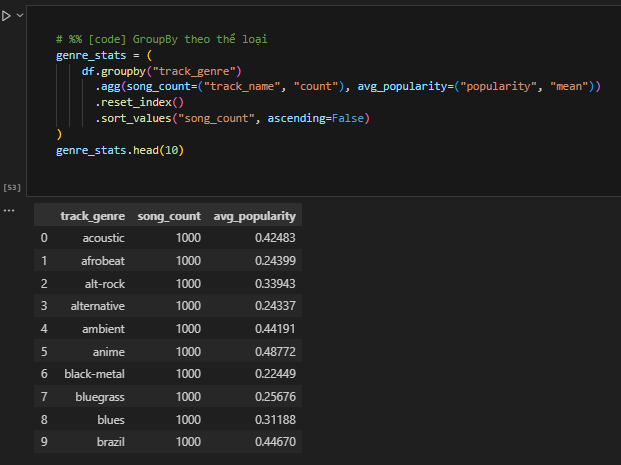 # %% [code] GroupBy theo thể loại
genre_stats = (
    df.groupby("track_genre")
      .agg(song_count=("track_name", "count"), avg_popularity=("popularity", "mean"))
      .reset_index()
      .sort_values("song_count", ascending=False)
)
genre_stats.head(10)
[53]
...
track_genre song_count avg_popularity
0 acoustic 1000 0.42483
1 afrobeat 1000 0.24399
2 alt-rock 1000 0.33943
3 alternative 1000 0.24337
4 ambient 1000 0.44191
5 anime 1000 0.48772
6 black-metal 1000 0.22449
7 bluegrass 1000 0.25676
8 blues 1000 0.31188
9 brazil 1000 0.44670